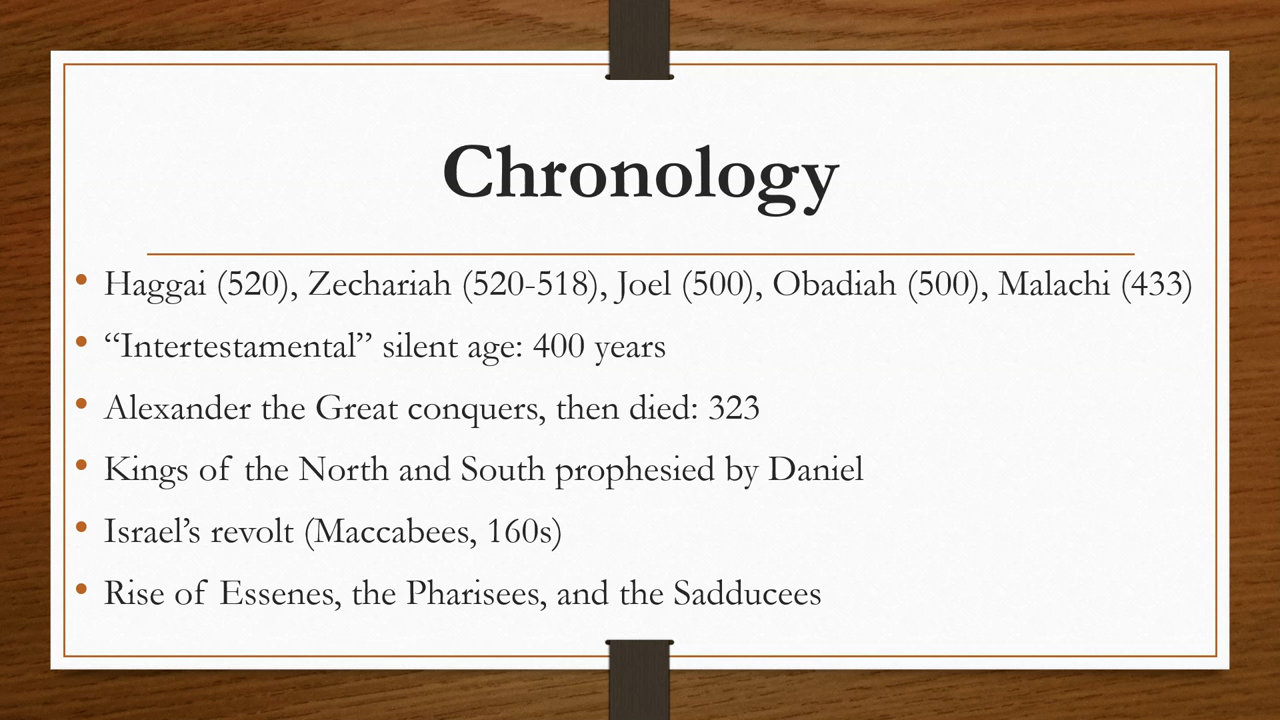 Chronology
• Haggai (520), Zechariah (520-518), Joel (500), Obadiah (500), Malachi (433)
• “Intertestamental” silent age: 400 years
• Alexander the Great conquers, then died: 323
• Kings of the North and South prophesied by Daniel
• Israel’s revolt (Maccabees, 160s)
• Rise of Essenes, the Pharisees, and the Sadducees